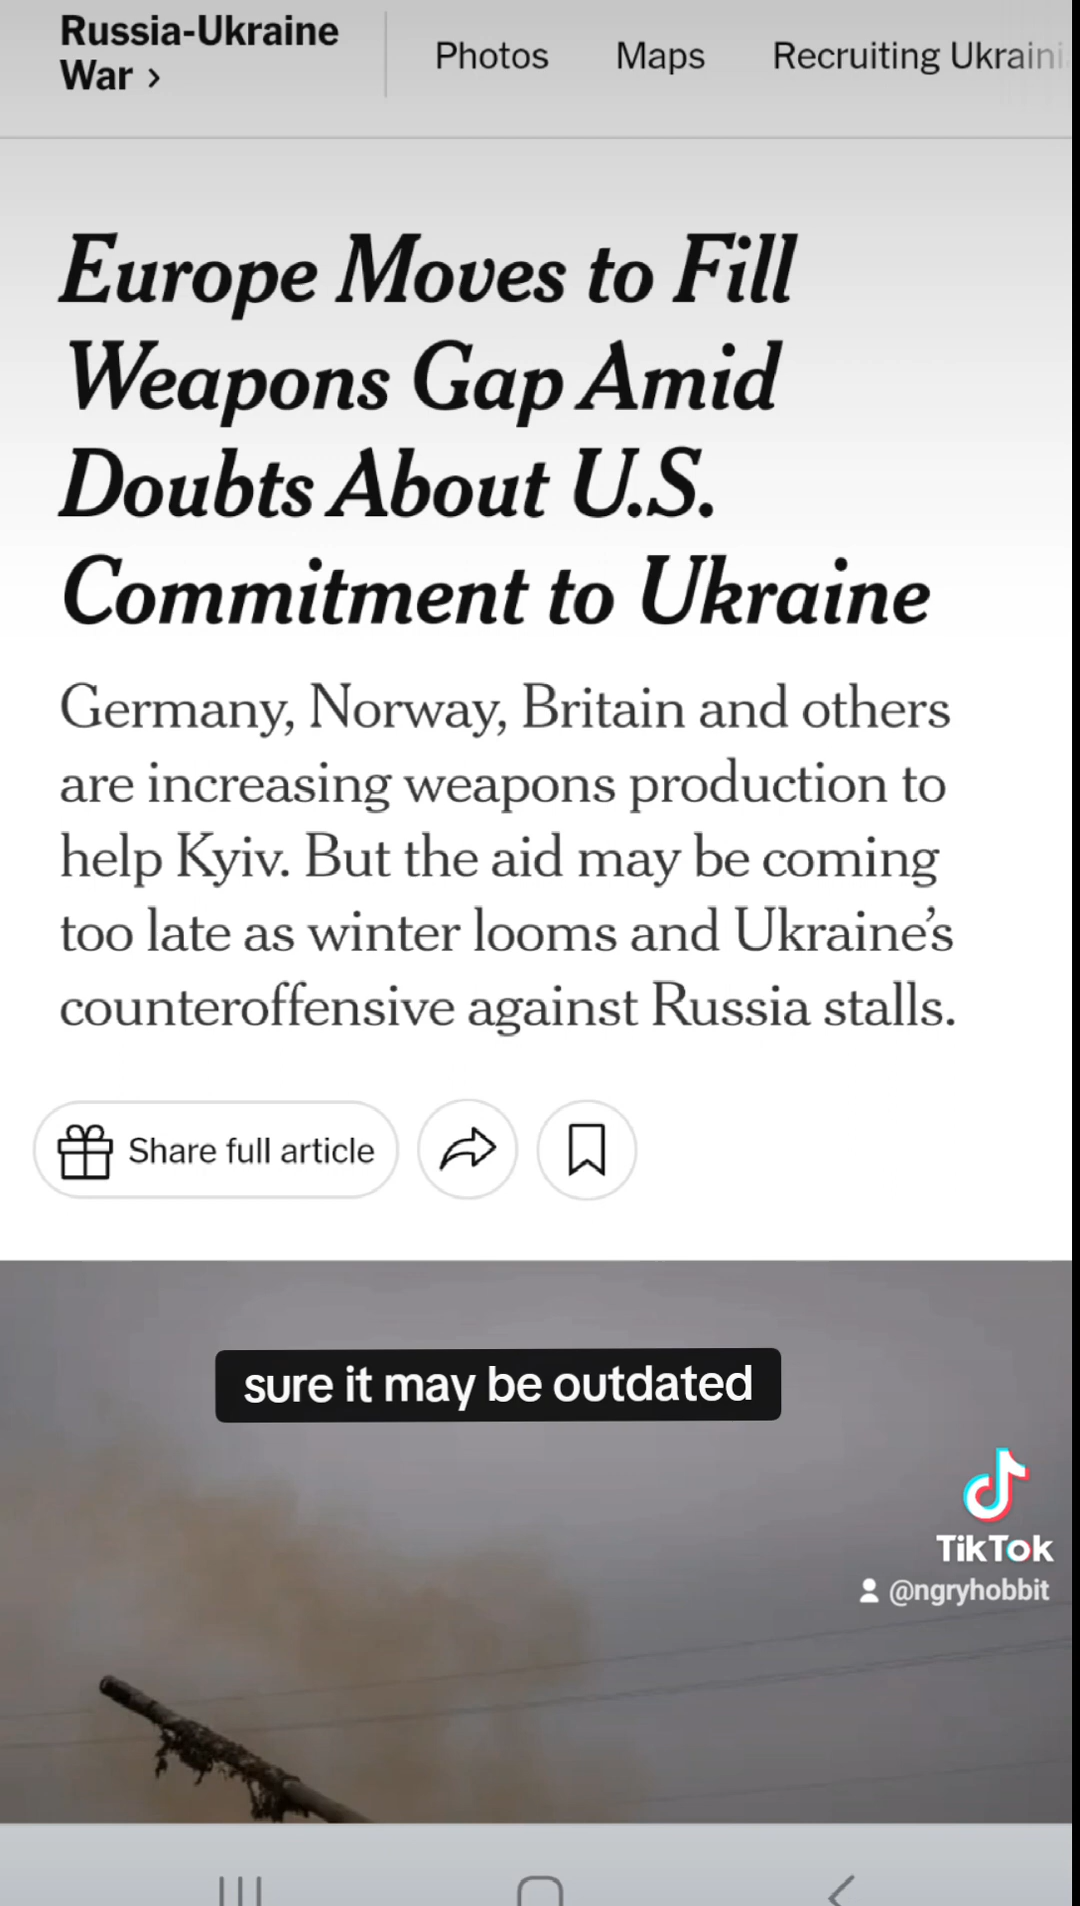 Russia-Ukraine
War ›
Photos
Maps
Recruiting Ukraini
Europe Moves to Fill
Weapons Gap Amid
Doubts About U.S.
Commitment to Ukraine
Germany, Norway, Britain and others
are increasing weapons production to
help Kyiv. But the aid may be coming
too late as winter looms and Ukraine’s
counteroffensive against Russia stalls.
Share full article
sure it may be outdated
TikTok
@ngryhobbit